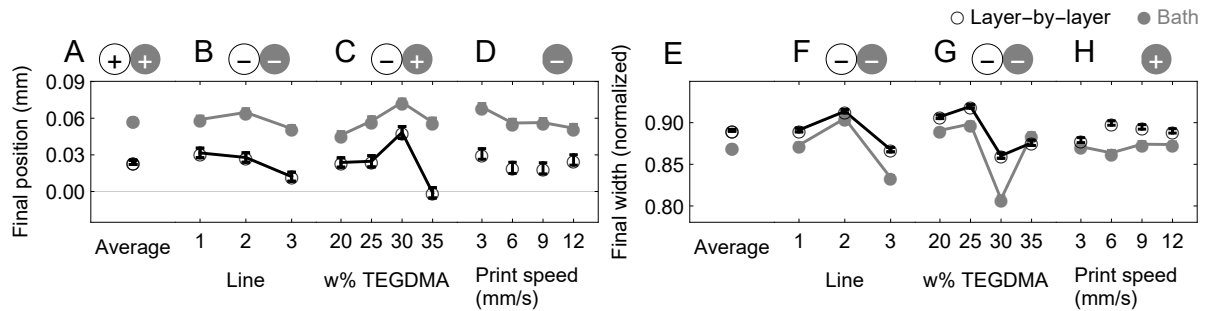 Layer−by−layer Bath
A B C D E F G H
+ + − − − + − − − − − +
Final position (mm)
0.09
0.06
0.03
0.00
Average 1 2 3 20 25 30 35 3 6 9 12
Line w% TEGDMA Print speed
(mm/s)
Final width (normalized)
0.90
0.85
0.80
Average 1 2 3 20 25 30 35 3 6 9 12
Line w% TEGDMA Print speed
(mm/s)